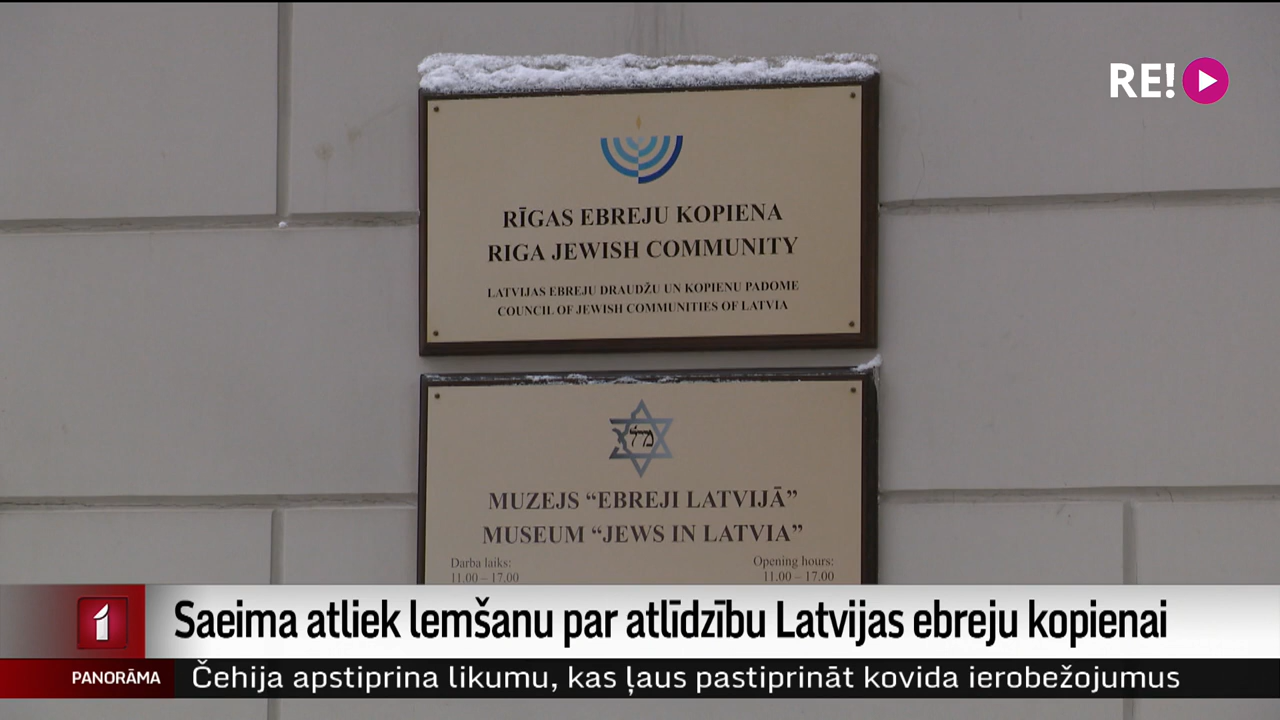 RE!
RĪGAS EBREJU KOPIENA
RIGA JEWISH COMMUNITY
LATVIJAS EBREJU DRAUDŽU UN KOPIENU PADOME
COUNCIL OF JEWISH COMMUNITIES OF LATVIA
MUZEJS “EBREJI LATVIJĀ”
MUSEUM “JEWS IN LATVIA”
Darba laiks: Opening hours:
11.00 – 17.00 11.00 – 17.00
1 Saeima atliek lemšanu par atlīdzību Latvijas ebreju kopienai
PANORĀMA Čehija apstiprina likumu, kas ļaus pastiprināt kovida ierobežojumus